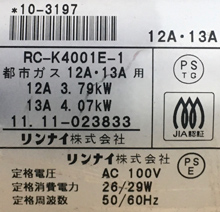 *10-3197
12A・13A
RC-K4001E-1
都市ガス 12A・13A 用
12A 3.79kW
13A 4.07kW
11.11-023833
リンナイ株式会社
PS
TG
JIA認証
リンナイ株式会社
PS
E
定格電圧 AC 100V
定格消費電力 26/29W
定格周波数 50/60Hz